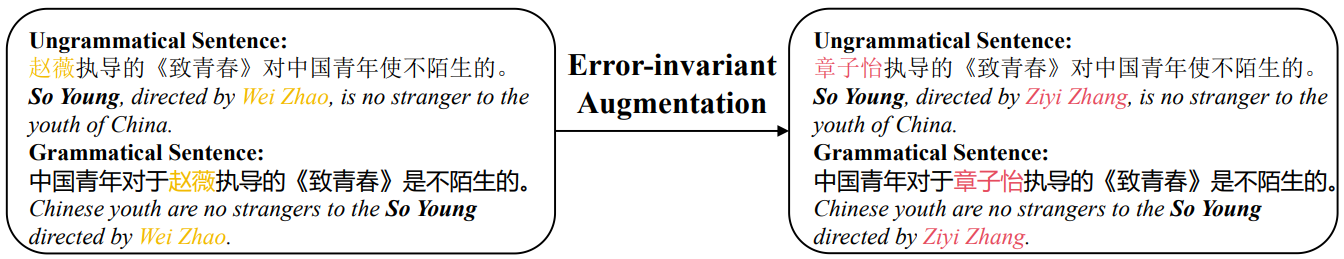 Ungrammatical Sentence:
赵薇执导的《致青春》对中国青年使不陌生的。
So Young, directed by Wei Zhao, is no stranger to the
youth of China.
Grammatical Sentence:
中国青年对于赵薇执导的《致青春》是不陌生的。
Chinese youth are no strangers to the So Young
directed by Wei Zhao.
Error-invariant
Augmentation
Ungrammatical Sentence:
章子怡执导的《致青春》对中国青年使不陌生的。
So Young, directed by Ziyi Zhang, is no stranger to the
youth of China.
Grammatical Sentence:
中国青年对于章子怡执导的《致青春》是不陌生的。
Chinese youth are no strangers to the So Young
directed by Ziyi Zhang.